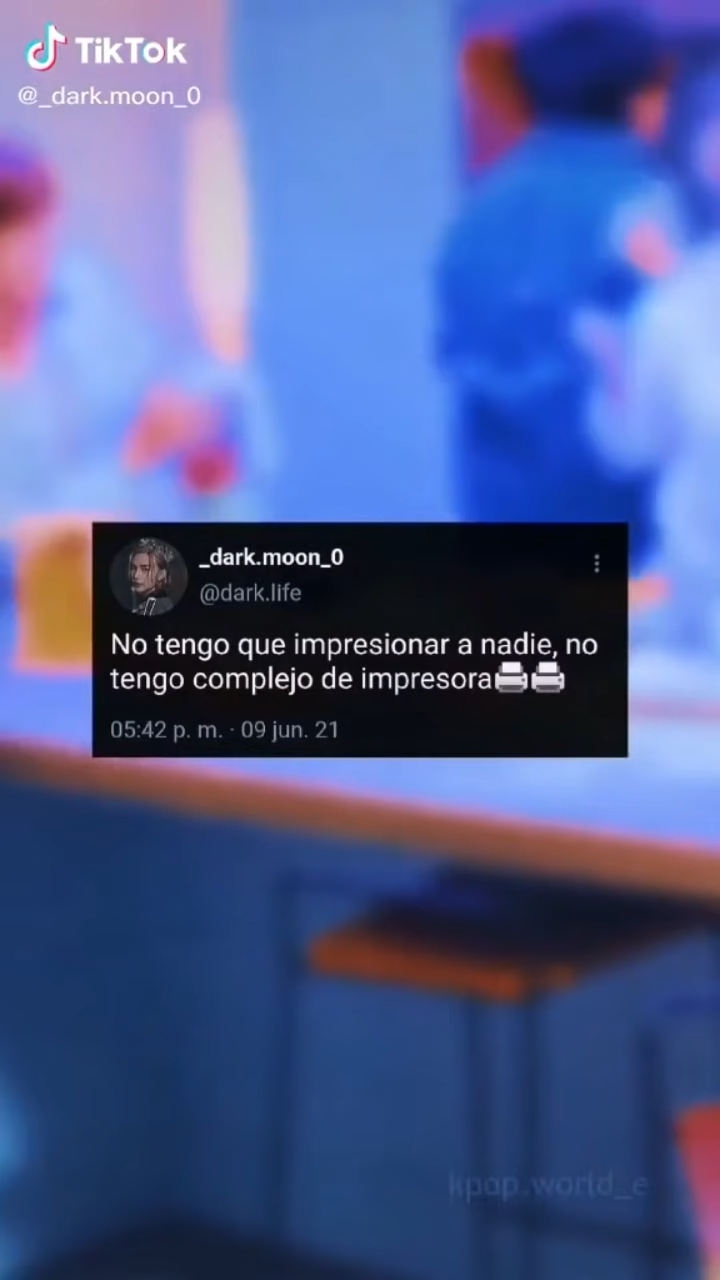 TikTok
@_dark.moon_0
_dark.moon_0
@dark.life
No tengo que impresionar a nadie, no
tengo complejo de impresora🖨️🖨️
05:42 p. m. · 09 jun. 21
kpop.world_e